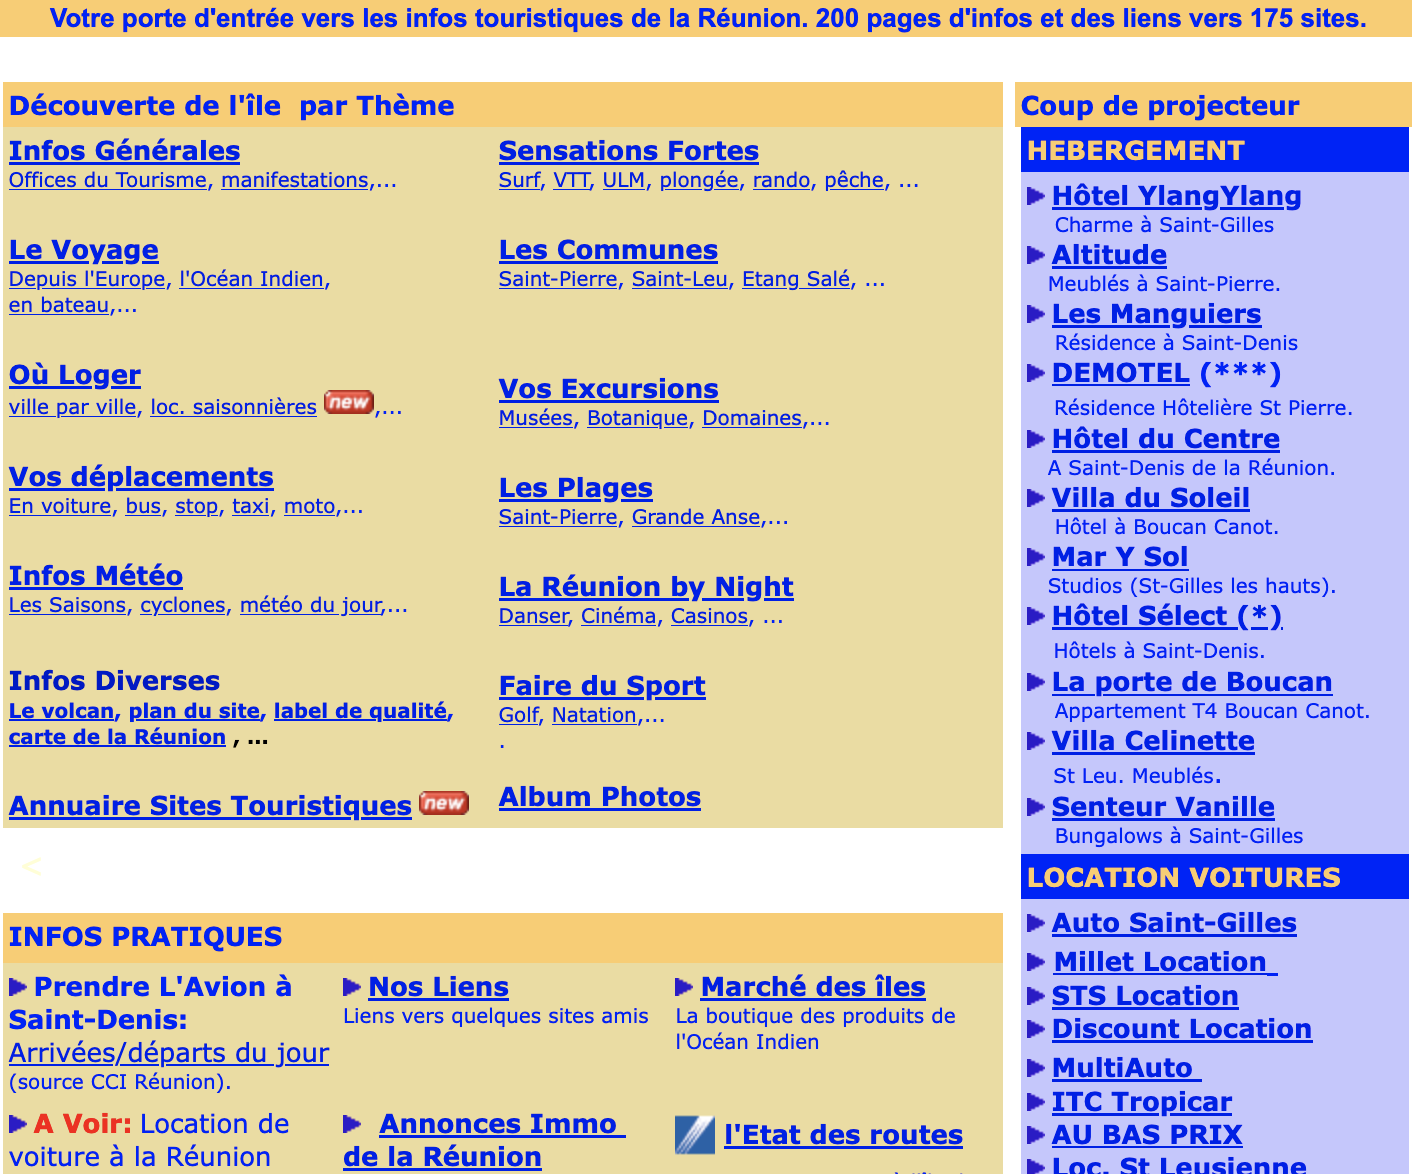 Votre porte d'entrée vers les infos touristiques de la Réunion. 200 pages d'infos et des liens vers 175 sites.
Découverte de l'île par Thème
Infos Générales
Offices du Tourisme, manifestations,...
Le Voyage
Depuis l'Europe, l'Océan Indien,
en bateau,...
Où Loger
ville par ville, loc. saisonnières new,...
Vos déplacements
En voiture, bus, stop, taxi, moto,...
Infos Météo
Les Saisons, cyclones, météo du jour,...
Infos Diverses
Le volcan, plan du site, label de qualité,
carte de la Réunion , ...
Annuaire Sites Touristiques new
Sensations Fortes
Surf, VTT, ULM, plongée, rando, pêche, ...
Les Communes
Saint-Pierre, Saint-Leu, Etang Salé, ...
Vos Excursions
Musées, Botanique, Domaines,...
Les Plages
Saint-Pierre, Grande Anse,...
La Réunion by Night
Danser, Cinéma, Casinos, ...
Faire du Sport
Golf, Natation,...
.
Album Photos
<
INFOS PRATIQUES
Prendre L'Avion à
Saint-Denis:
Arrivées/départs du jour
(source CCI Réunion).
A Voir: Location de
voiture à la Réunion
Nos Liens
Liens vers quelques sites amis
Annonces Immo
de la Réunion
Marché des îles
La boutique des produits de
l'Océan Indien
l'Etat des routes
Coup de projecteur
HEBERGEMENT
Hôtel YlangYlang
Charme à Saint-Gilles
Altitude
Meublés à Saint-Pierre.
Les Manguiers
Résidence à Saint-Denis
DEMOTEL (***)
Résidence Hôtelière St Pierre.
Hôtel du Centre
A Saint-Denis de la Réunion.
Villa du Soleil
Hôtel à Boucan Canot.
Mar Y Sol
Studios (St-Gilles les hauts).
Hôtel Sélect (*)
Hôtels à Saint-Denis.
La porte de Boucan
Appartement T4 Boucan Canot.
Villa Celinette
St Leu. Meublés.
Senteur Vanille
Bungalows à Saint-Gilles
LOCATION VOITURES
Auto Saint-Gilles
Millet Location
STS Location
Discount Location
MultiAuto
ITC Tropicar
AU BAS PRIX
Loc. St Leusienne